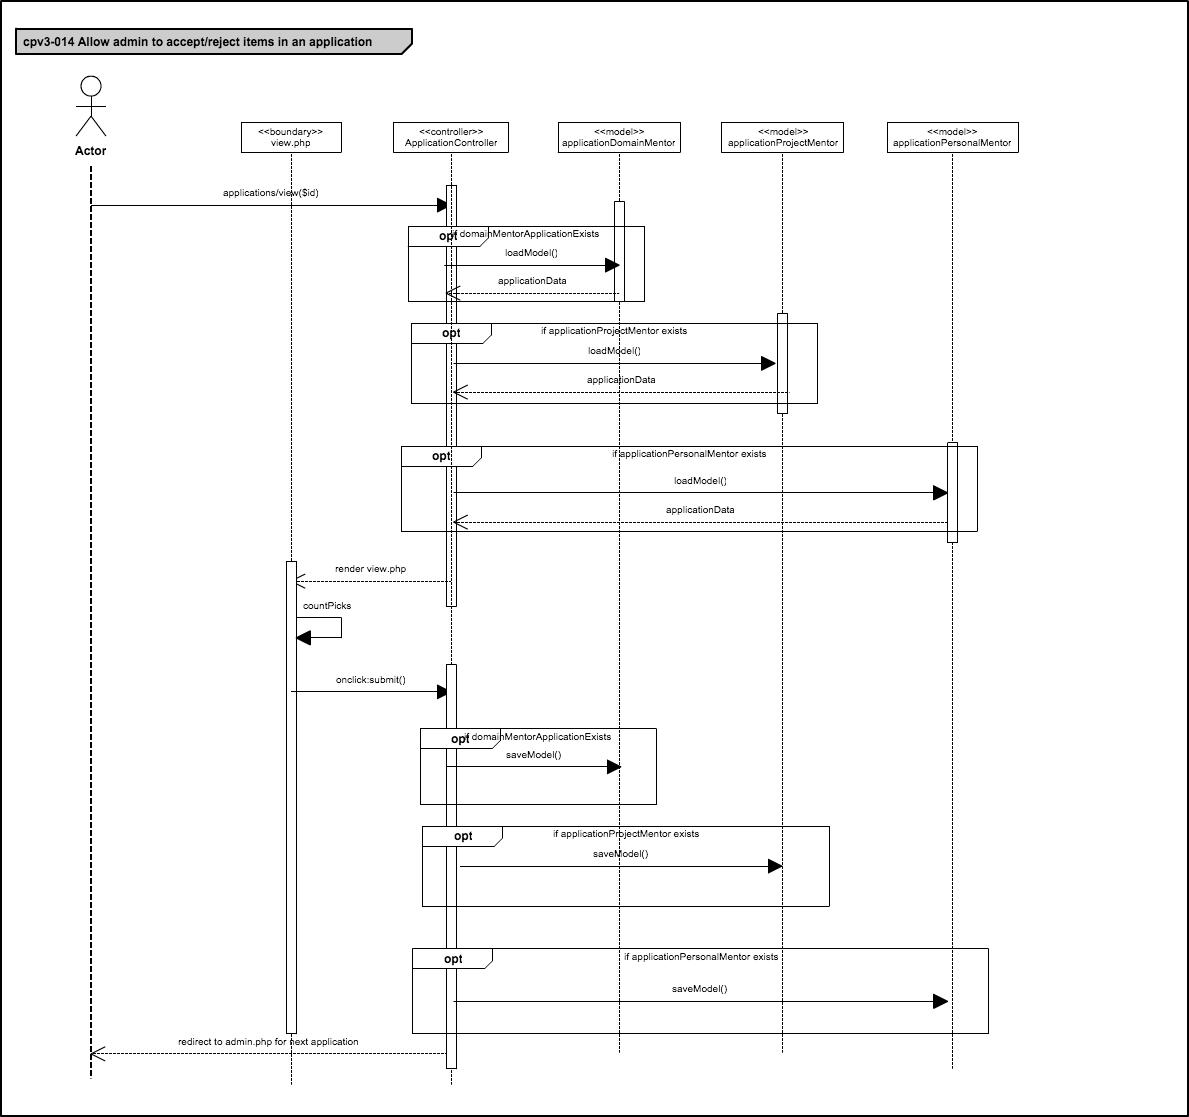 cpv3-014 Allow admin to accept/reject items in an application
Actor
<<boundary>>
view.php
<<controller>>
ApplicationController
<<model>>
applicationDomainMentor
<<model>>
applicationProjectMentor
<<model>>
applicationPersonalMentor
applications/view($id)
opt
if domainMentorApplicationExists
loadModel()
applicationData
opt
if applicationProjectMentor exists
loadModel()
applicationData
opt
if applicationPersonalMentor exists
loadModel()
applicationData
render view.php
countPicks
onclick:submit()
opt
if domainMentorApplicationExists
saveModel()
opt
if applicationProjectMentor exists
saveModel()
opt
if applicationPersonalMentor exists
saveModel()
redirect to admin.php for next application